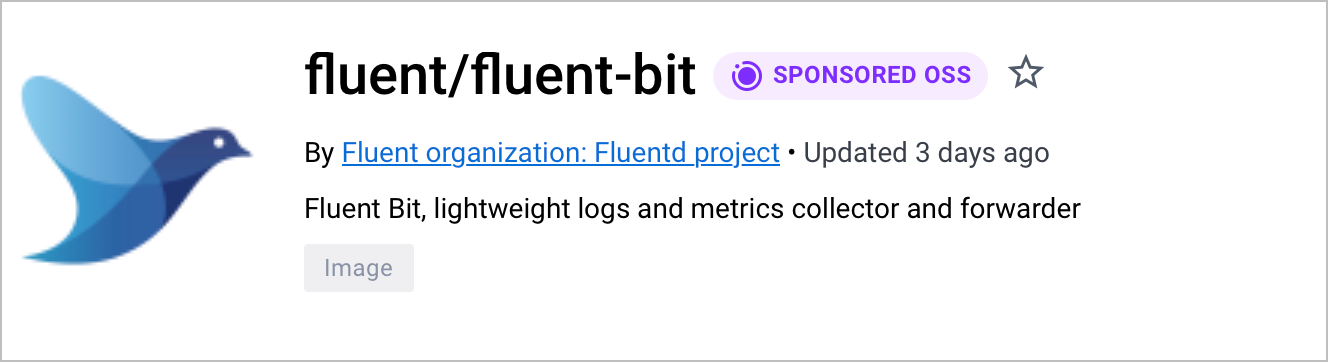 fluent/fluent-bit SPONSORED OSS
By Fluent organization: Fluentd project • Updated 3 days ago
Fluent Bit, lightweight logs and metrics collector and forwarder
Image